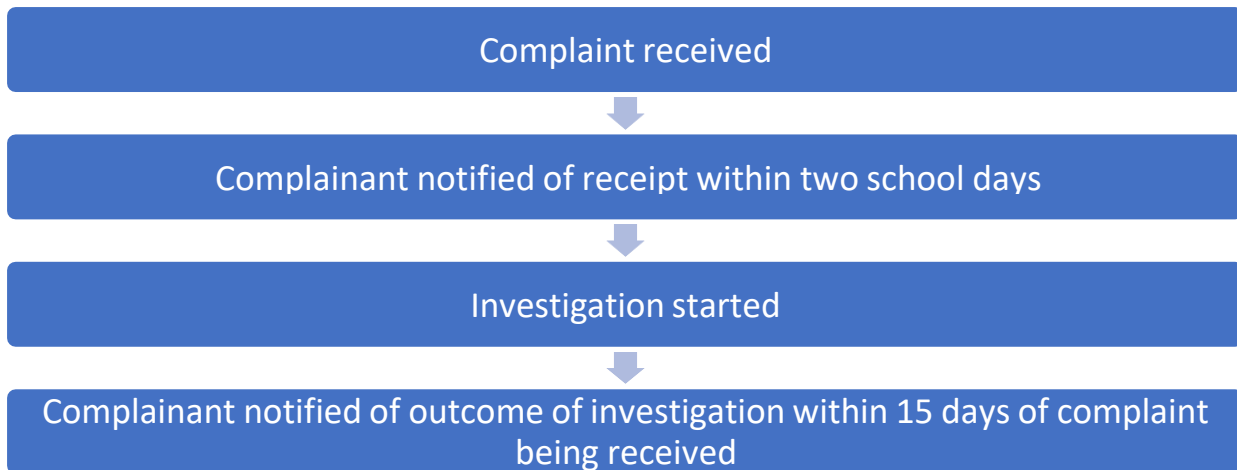 Complaint received
Complainant notified of receipt within two school days
Investigation started
Complainant notified of outcome of investigation within 15 days of complaint
being received